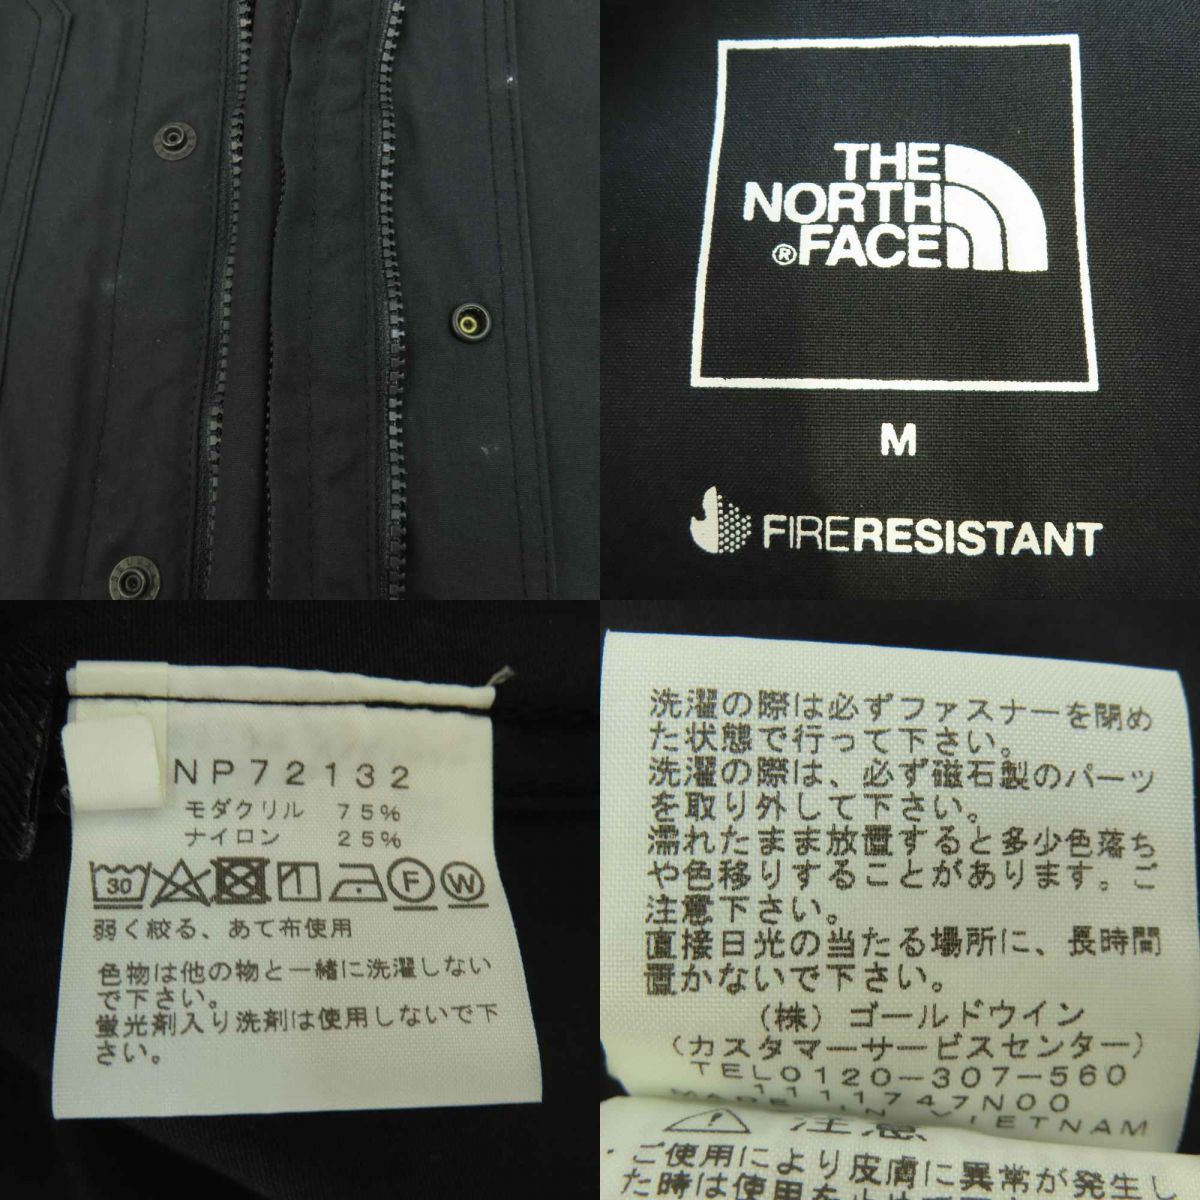 THE
NORTH
® FACE
M
FIRERESISTANT
NP72132
モダクリル 75%
ナイロン 25%
30 F W
弱く絞る、あて布使用
色物は他の物と一緒に洗濯しない
で下さい。
蛍光剤入り洗剤は使用しないで下
さい。
洗濯の際は必ずファスナーを閉め
た状態で行って下さい。
洗濯の際は、必ず磁石製のパーツ
を取り外して下さい。
濡れたまま放置すると多少色落ち
や色移りすることがあります。ご
注意下さい。
直接日光の当たる場所に、長時間
置かないで下さい。
(株) ゴールドウイン
(カスタマーサービスセンター)
TEL0120-307-560
1111747N00
MADE IN VIETNAM
注意
・ご使用により皮膚に異常が発生し
た時は使用を